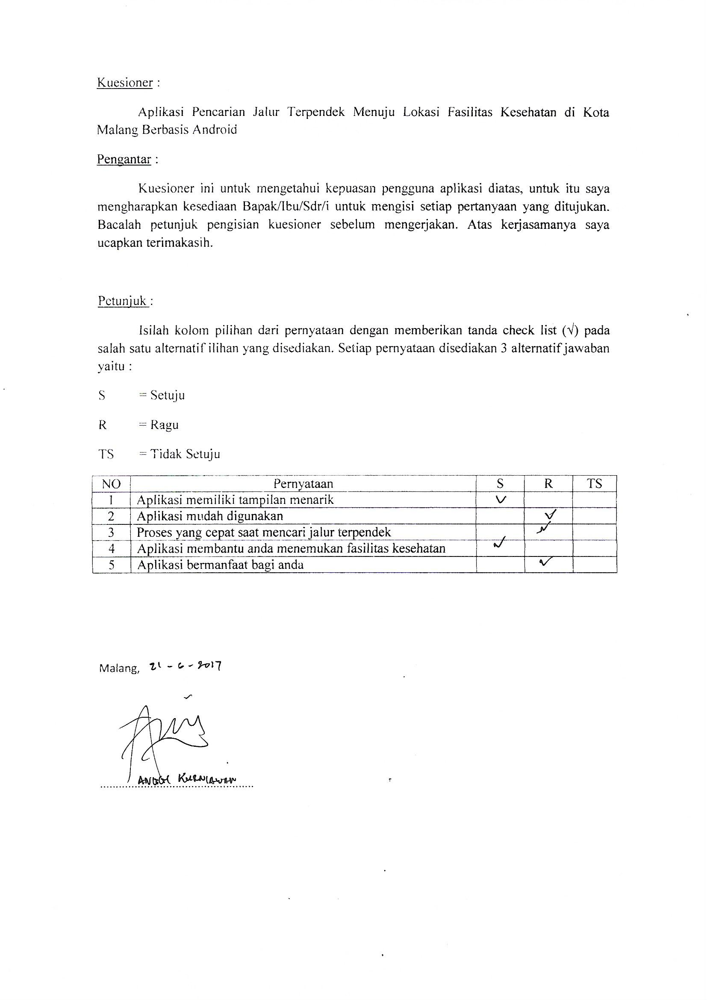 Kuesioner :
Aplikasi Pencarian Jalur Terpendek Menuju Lokasi Fasilitas Kesehatan di Kota
Malang Berbasis Android
Pengantar :
Kuesioner ini untuk mengetahui kepuasan pengguna aplikasi diatas, untuk itu saya
mengharapkan kesediaan Bapak/Ibu/Sdr/i untuk mengisi setiap pertanyaan yang ditujukan.
Bacalah petunjuk pengisian kuesioner sebelum mengerjakan. Atas kerjasamanya saya
ucapkan terimakasih.
Petunjuk :
Isilah kolom pilihan dari pernyataan dengan memberikan tanda check list (√) pada
salah satu alternatif ilihan yang disediakan. Setiap pernyataan disediakan 3 alternatif jawaban
yaitu :
S = Setuju
R = Ragu
TS = Tidak Setuju
NO Pernyataan S R TS
1 Aplikasi memiliki tampilan menarik √
2 Aplikasi mudah digunakan √
3 Proses yang cepat saat mencari jalur terpendek √
4 Aplikasi membantu anda menemukan fasilitas kesehatan √
5 Aplikasi bermanfaat bagi anda √
Malang, 21 - 6 - 2017
ANGGI KURNIAWAN